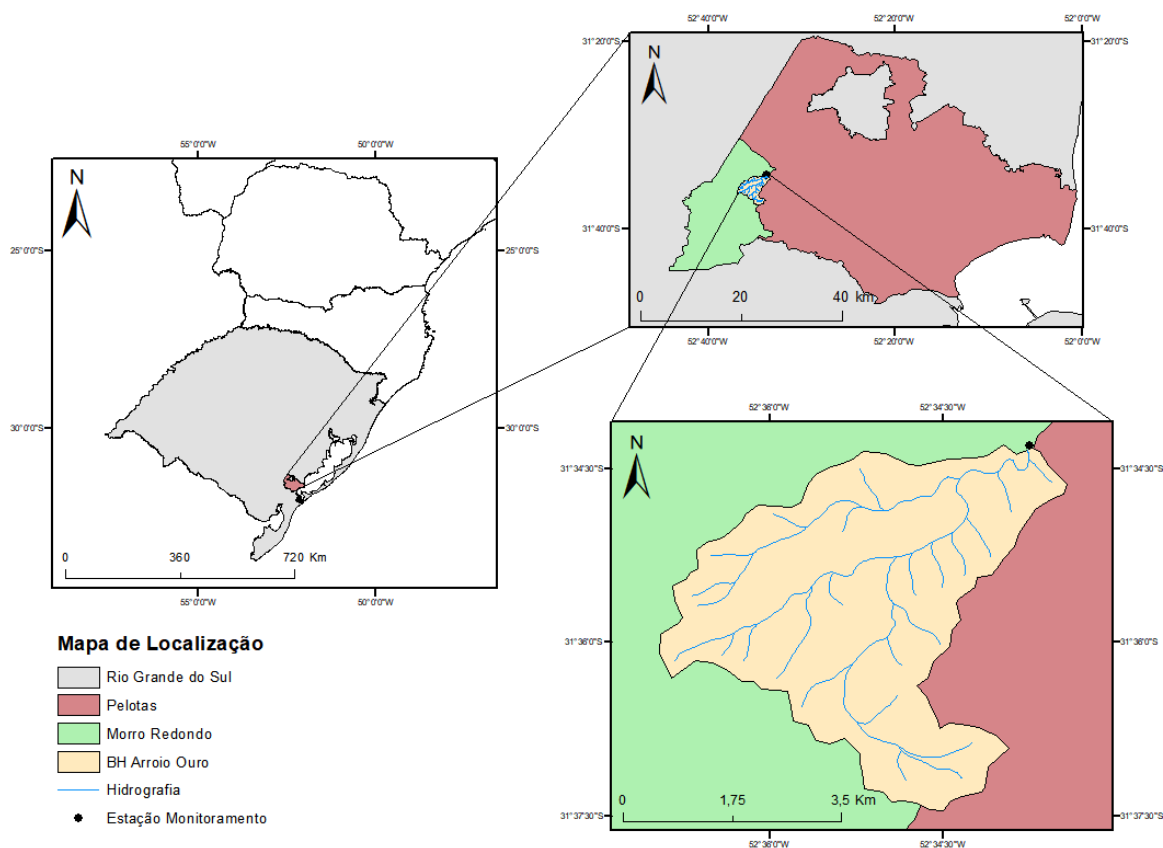 55°0'0"W 50°0'0"W
N
25°0'0"S 25°0'0"S
30°0'0"S 30°0'0"S
0 360 720 Km
55°0'0"W 50°0'0"W
52°40'0"W 52°20'0"W 52°0'0"W
31°20'0"S 31°20'0"S
N
31°40'0"S 31°40'0"S
0 20 40 km
52°40'0"W 52°20'0"W 52°0'0"W
52°36'0"W 52°34'30"W
N
31°34'30"S 31°34'30"S
31°36'0"S 31°36'0"S
0 1,75 3,5 Km
31°37'30"S 31°37'30"S
52°36'0"W 52°34'30"W
Mapa de Localização
Rio Grande do Sul
Pelotas
Morro Redondo
BH Arroio Ouro
Hidrografia
Estação Monitoramento